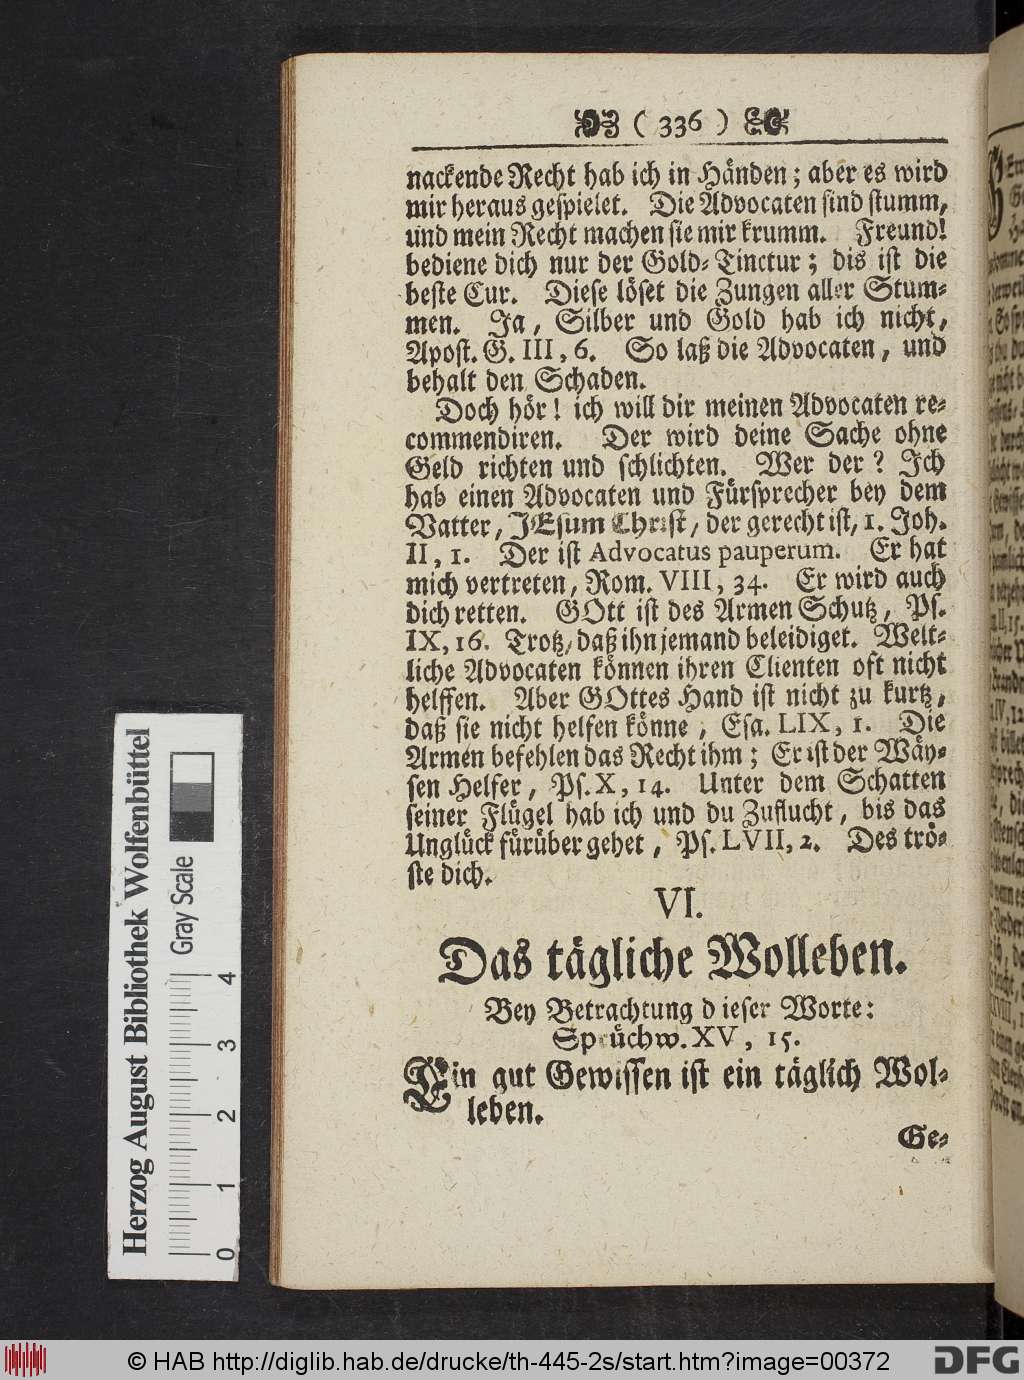 ( 336 )
nackende Recht hab ich in Händen; aber es wird
mir heraus gespielet. Die Advocaten sind stumm,
und mein Recht machen sie mir krumm. Freund!
bediene dich nur der Gold-Tinctur; dis ist die
beste Cur. Diese löset die Zungen aller Stum-
men. Ja, Silber und Gold hab ich nicht,
Apost. G. III, 6. So laß die Advocaten, und
behalt den Schaden.
Doch hör! ich will dir meinen Advocaten re-
commendiren. Der wird deine Sache ohne
Geld richten und schlichten. Wer der? Ich
hab einen Advocaten und Fürsprecher bey dem
Vatter, JEsum Christ, der gerecht ist, 1. Joh.
II, 1. Der ist Advocatus pauperum. Er hat
mich vertreten, Rom. VIII, 34. Er wird auch
dich retten. GOtt ist des Armen Schutz, Ps.
IX, 16. Trotz, daß ihn jemand beleidiget. Welt-
liche Advocaten können ihren Clienten oft nicht
helffen. Aber GOttes Hand ist nicht zu kurtz,
daß sie nicht helfen könne, Esa. LIX, 1. Die
Armen befehlen das Recht ihm; Er ist der Wäy-
sen Helfer, Ps. X, 14. Unter dem Schatten
seiner Flügel hab ich und du Zuflucht, bis das
Unglück fürüber gehet, Ps. LVII, 2. Des trö-
ste dich.
VI.
Das tägliche Wolleben.
Bey Betrachtung dieser Worte:
Sprüchw. XV, 15.
Ein gut Gewissen ist ein täglich Wol-
leben.
Ge-
Herzog August Bibliothek Wolfenbüttel
Gray Scale
0 1 2 3 4
© HAB http://diglib.hab.de/drucke/th-445-2s/start.htm?image=00372
DFG